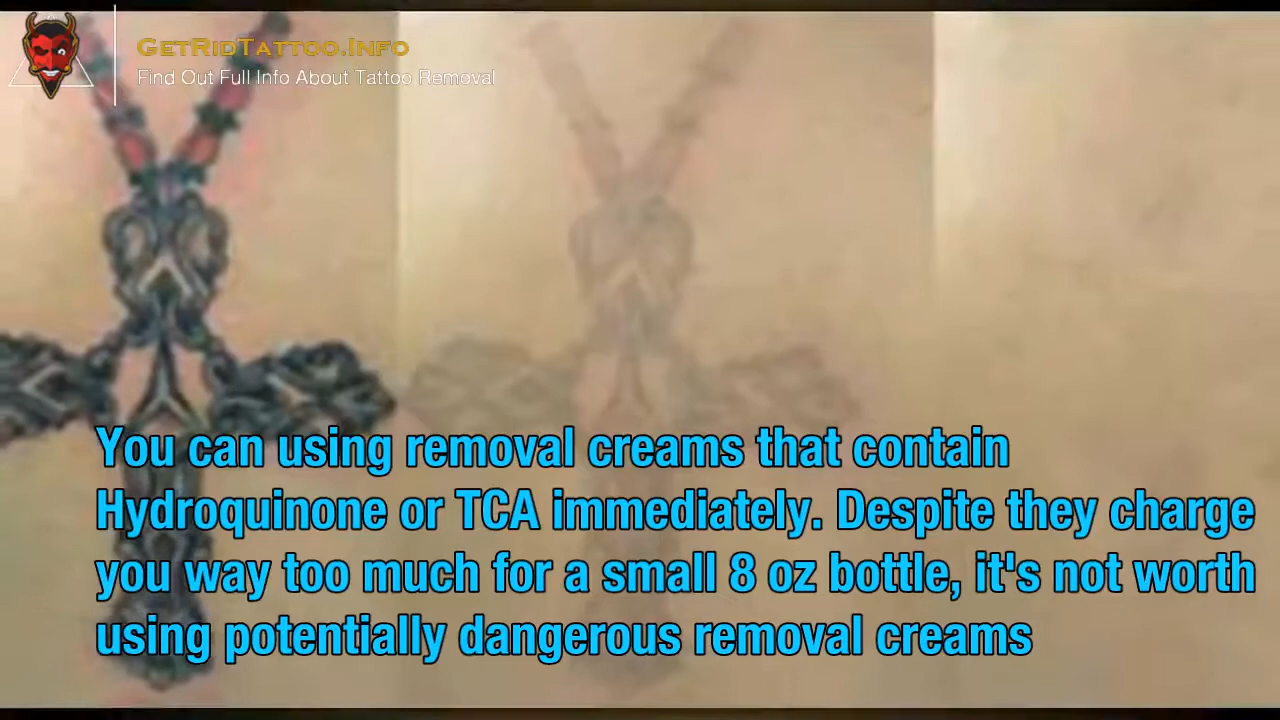 GetRidTattoo.Info
Find Out Full Info About Tattoo Removal
You can using removal creams that contain
Hydroquinone or TCA immediately. Despite they charge
you way too much for a small 8 oz bottle, it's not worth
using potentially dangerous removal creams